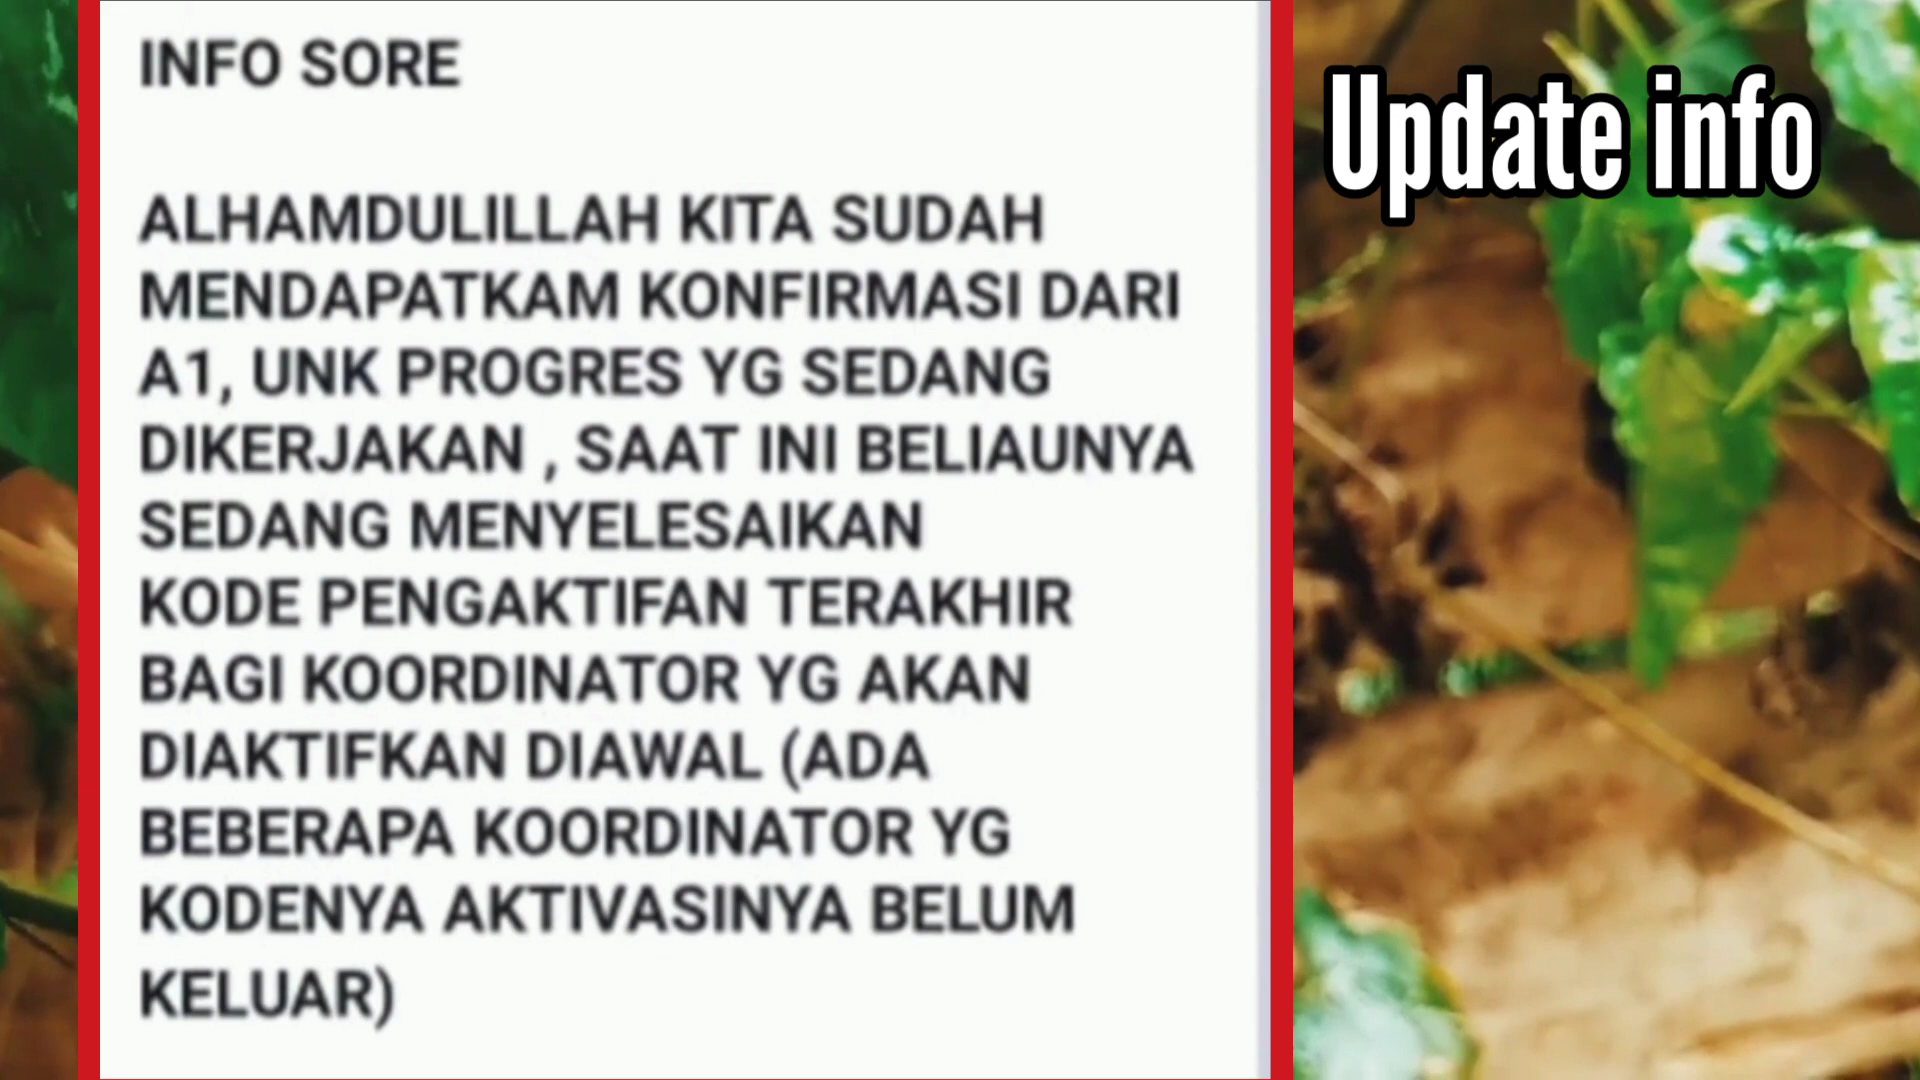 INFO SORE
ALHAMDULILLAH KITA SUDAH
MENDAPATKAM KONFIRMASI DARI
A1, UNK PROGRES YG SEDANG
DIKERJAKAN , SAAT INI BELIAUNYA
SEDANG MENYELESAIKAN
KODE PENGAKTIFAN TERAKHIR
BAGI KOORDINATOR YG AKAN
DIAKTIFKAN DIAWAL (ADA
BEBERAPA KOORDINATOR YG
KODENYA AKTIVASINYA BELUM
KELUAR)
Update info